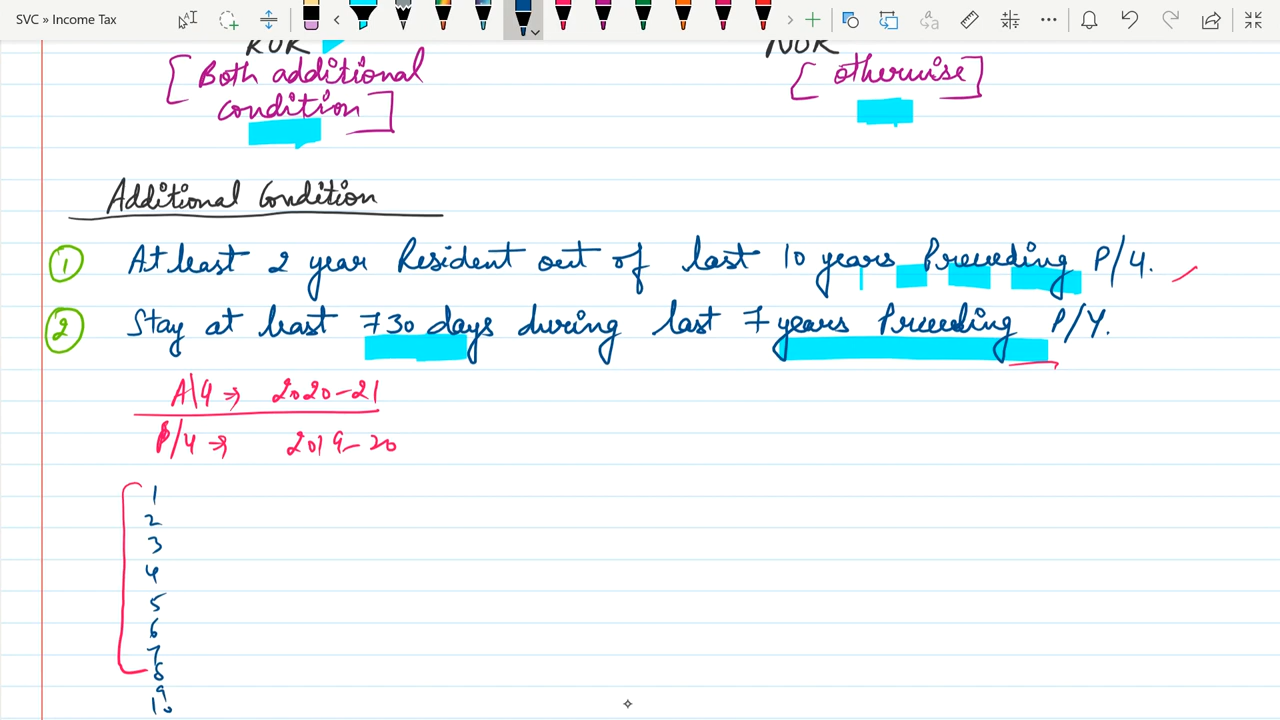 SVC » Income Tax
ROR
NOR
[Both additional
condition]
[otherwise]
Additional Condition
1 At least 2 year Resident out of last 10 years Preceding P/Y.
2 Stay at least 730 days during last 7 years Preceding P/Y.
A/Y ⇒ 2020-21
P/Y ⇒ 2019-20
1
2
3
4
5
6
7
8
9
10